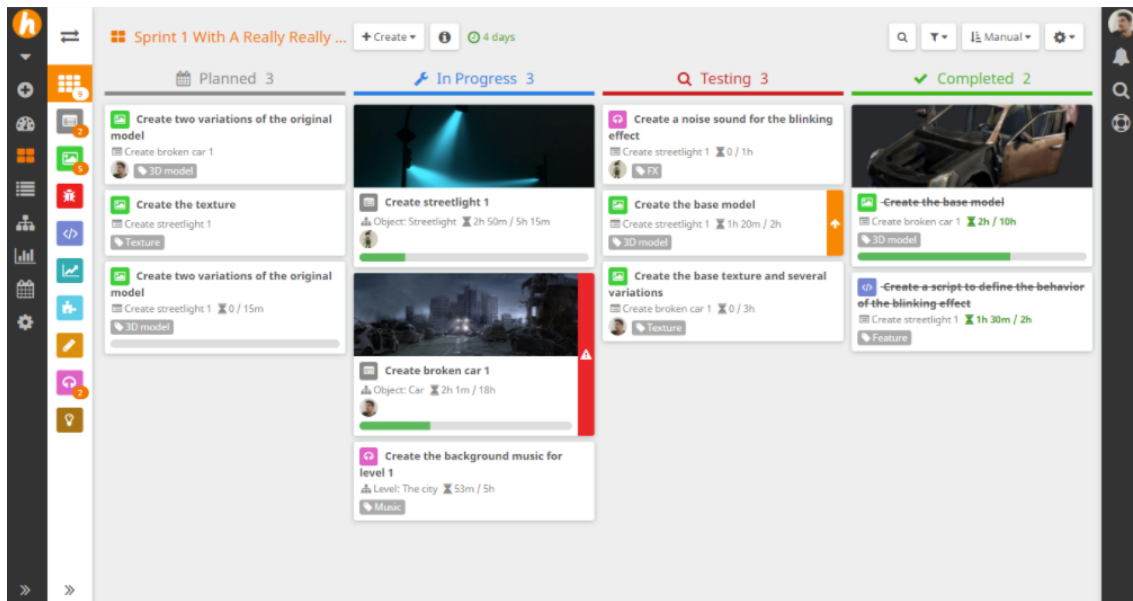 h
Sprint 1 With A Really Really ...
Create
4 days
Manual
9
2
5
</>
2
Planned 3
Create two variations of the original
model
Create broken car 1
3D model
Create the texture
Create streetlight 1
Texture
Create two variations of the original
model
Create streetlight 1 0 / 15m
3D model
In Progress 3
Create streetlight 1
Object: Streetlight 2h 50m / 5h 15m
Create broken car 1
Object: Car 2h 1m / 18h
Create the background music for
level 1
Level: The city 53m / 5h
Music
Testing 3
Create a noise sound for the blinking
effect
Create streetlight 1 0 / 1h
FX
Create the base model
Create streetlight 1 1h 20m / 2h
3D model
Create the base texture and several
variations
Create broken car 1 0 / 3h
Texture
Completed 2
Create the base model
Create broken car 1 2h / 10h
3D model
</> Create a script to define the behavior
of the blinking effect
Create streetlight 1 1h 30m / 2h
Feature